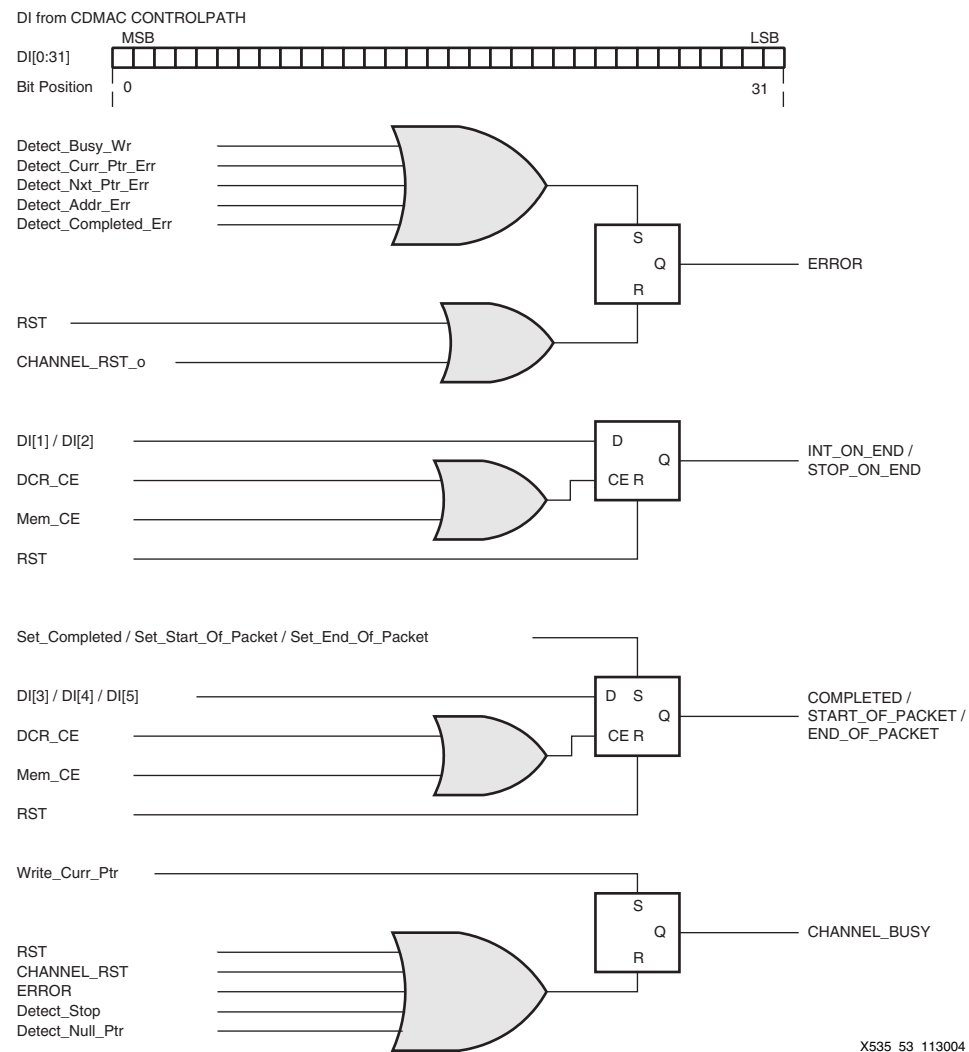 DI from CDMAC CONTROLPATH
MSB LSB
DI[0:31]
Bit Position 0 31
Detect_Busy_Wr
Detect_Curr_Ptr_Err
Detect_Nxt_Ptr_Err
Detect_Addr_Err
Detect_Completed_Err
S
Q ERROR
R
RST
CHANNEL_RST_o
DI[1] / DI[2] D
Q INT_ON_END /
STOP_ON_END
DCR_CE CE R
Mem_CE
RST
Set_Completed / Set_Start_Of_Packet / Set_End_Of_Packet
DI[3] / DI[4] / DI[5] D S COMPLETED /
Q START_OF_PACKET /
DCR_CE CE R END_OF_PACKET
Mem_CE
RST
Write_Curr_Ptr
S
Q CHANNEL_BUSY
R
RST
CHANNEL_RST
ERROR
Detect_Stop
Detect_Null_Ptr
X535_53_113004